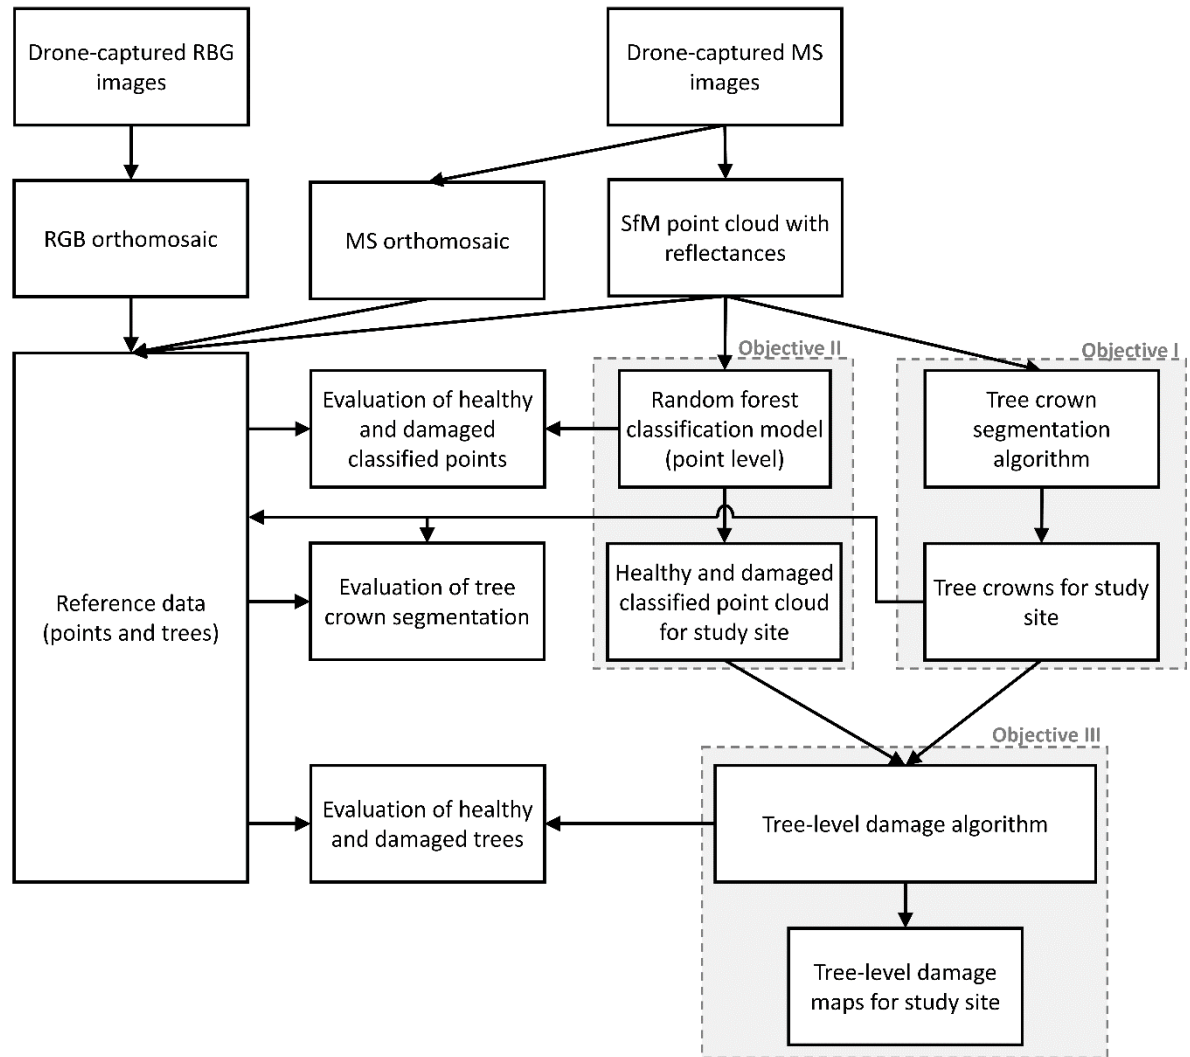 Drone-captured RBG
images
Drone-captured MS
images
RGB orthomosaic
MS orthomosaic
SfM point cloud with
reflectances
Objective II
Objective I
Evaluation of healthy
and damaged
classified points
Random forest
classification model
(point level)
Tree crown
segmentation
algorithm
Reference data
(points and trees)
Evaluation of tree
crown segmentation
Healthy and damaged
classified point cloud
for study site
Tree crowns for study
site
Objective III
Evaluation of healthy
and damaged trees
Tree-level damage algorithm
Tree-level damage
maps for study site